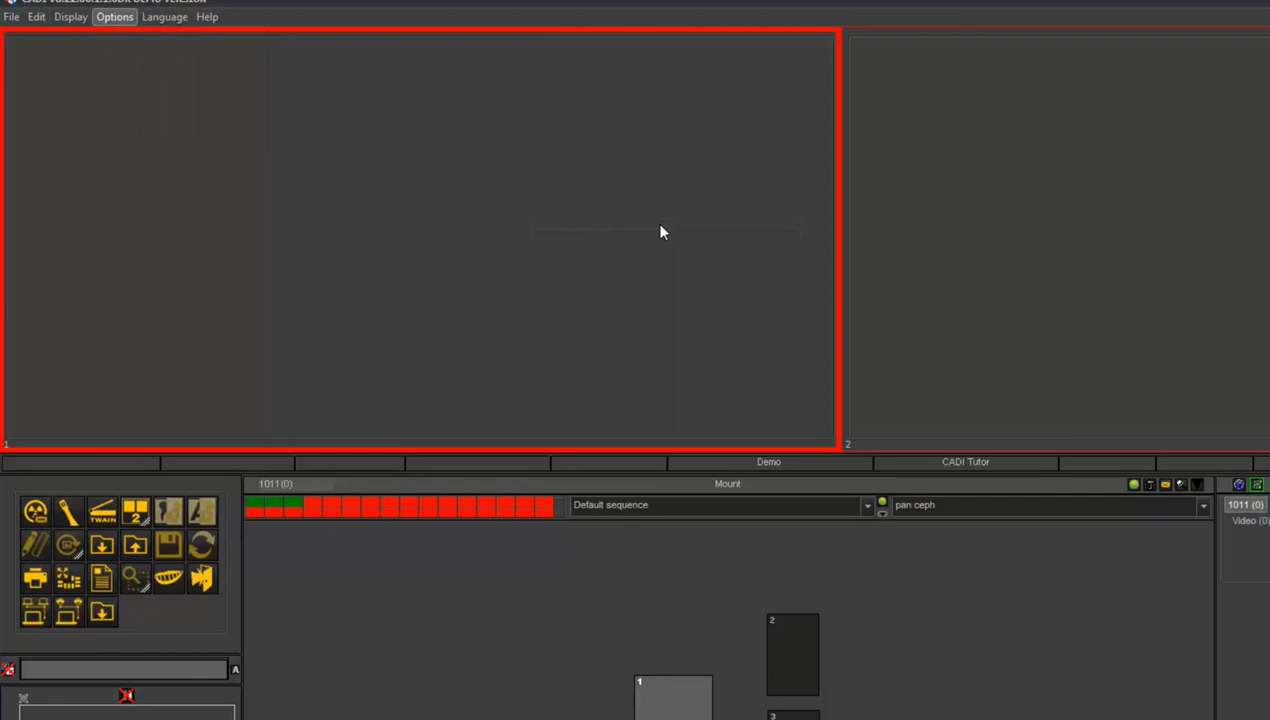 File Edit Display Options Language Help
1
2
Demo CADI Tutor
1011(0) Mount
Default sequence pan ceph
1011 (0)
Video (0)
2
TWAIN
2
1
3
A